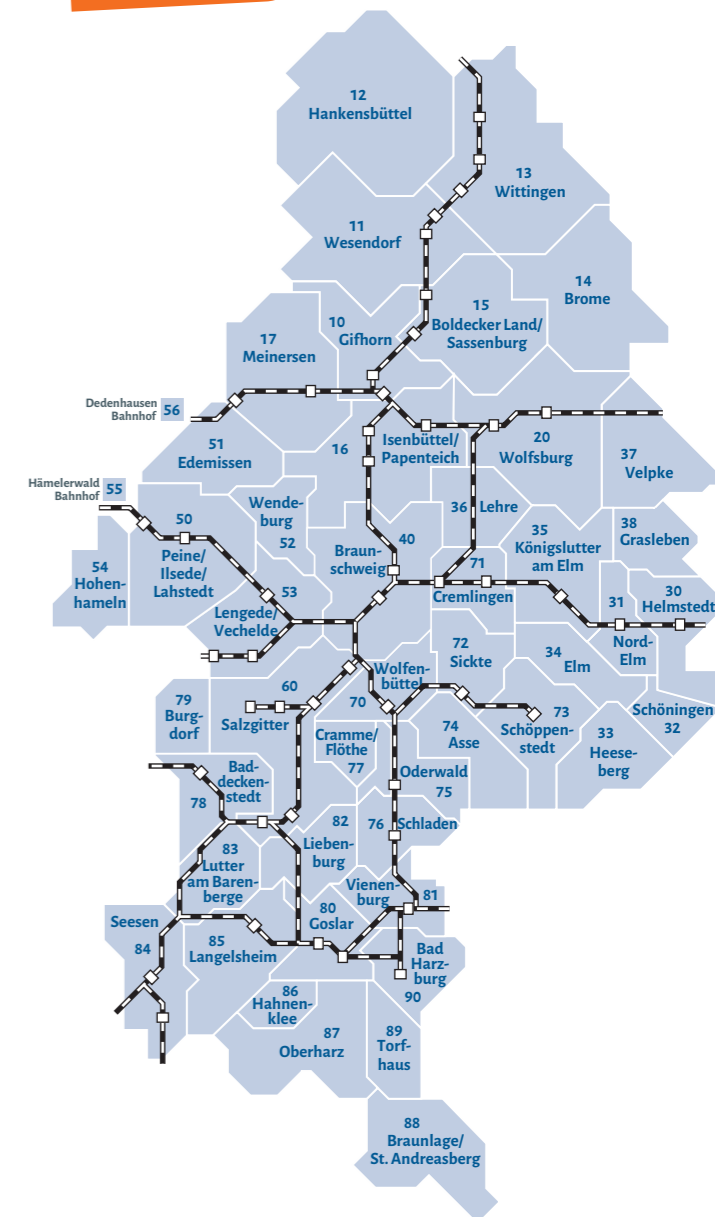 12
Hankensbüttel
13
Wittingen
11
Wesendorf
14
Brome
15
Boldecker Land/
Sassenburg
10
Gifhorn
17
Meinersen
Dedenhausen
Bahnhof
56
51
Edemissen
16
Isenbüttel/
Papenteich
20
Wolfsburg
37
Velpke
Hämelerwald
Bahnhof
55
50
Peine/
Ilsede/
Lahstedt
Wende-
burg
52
36
Lehre
35
Königslutter
am Elm
38
Grasleben
54
Hohen-
hameln
53
Lengede/
Vechelde
40
Braun-
schweig
71
Cremlingen
31
Nord-
Elm
30
Helmstedt
72
Sickte
34
Elm
Wolfen-
büttel
70
60
Salzgitter
79
Burg-
dorf
Cramme/
Flöthe
77
74
Asse
73
Schöppen-
stedt
33
Heese-
berg
Schöningen
32
Bad-
decken-
stedt
78
Oderwald
75
76
Schladen
82
Lieben-
burg
83
Lutter
am Baren-
berge
Vienen-
burg
81
80
Goslar
Seesen
84
85
Langelsheim
Bad
Harz-
burg
90
86
Hahnen-
klee
87
Oberharz
89
Torf-
haus
88
Braunlage/
St. Andreasberg